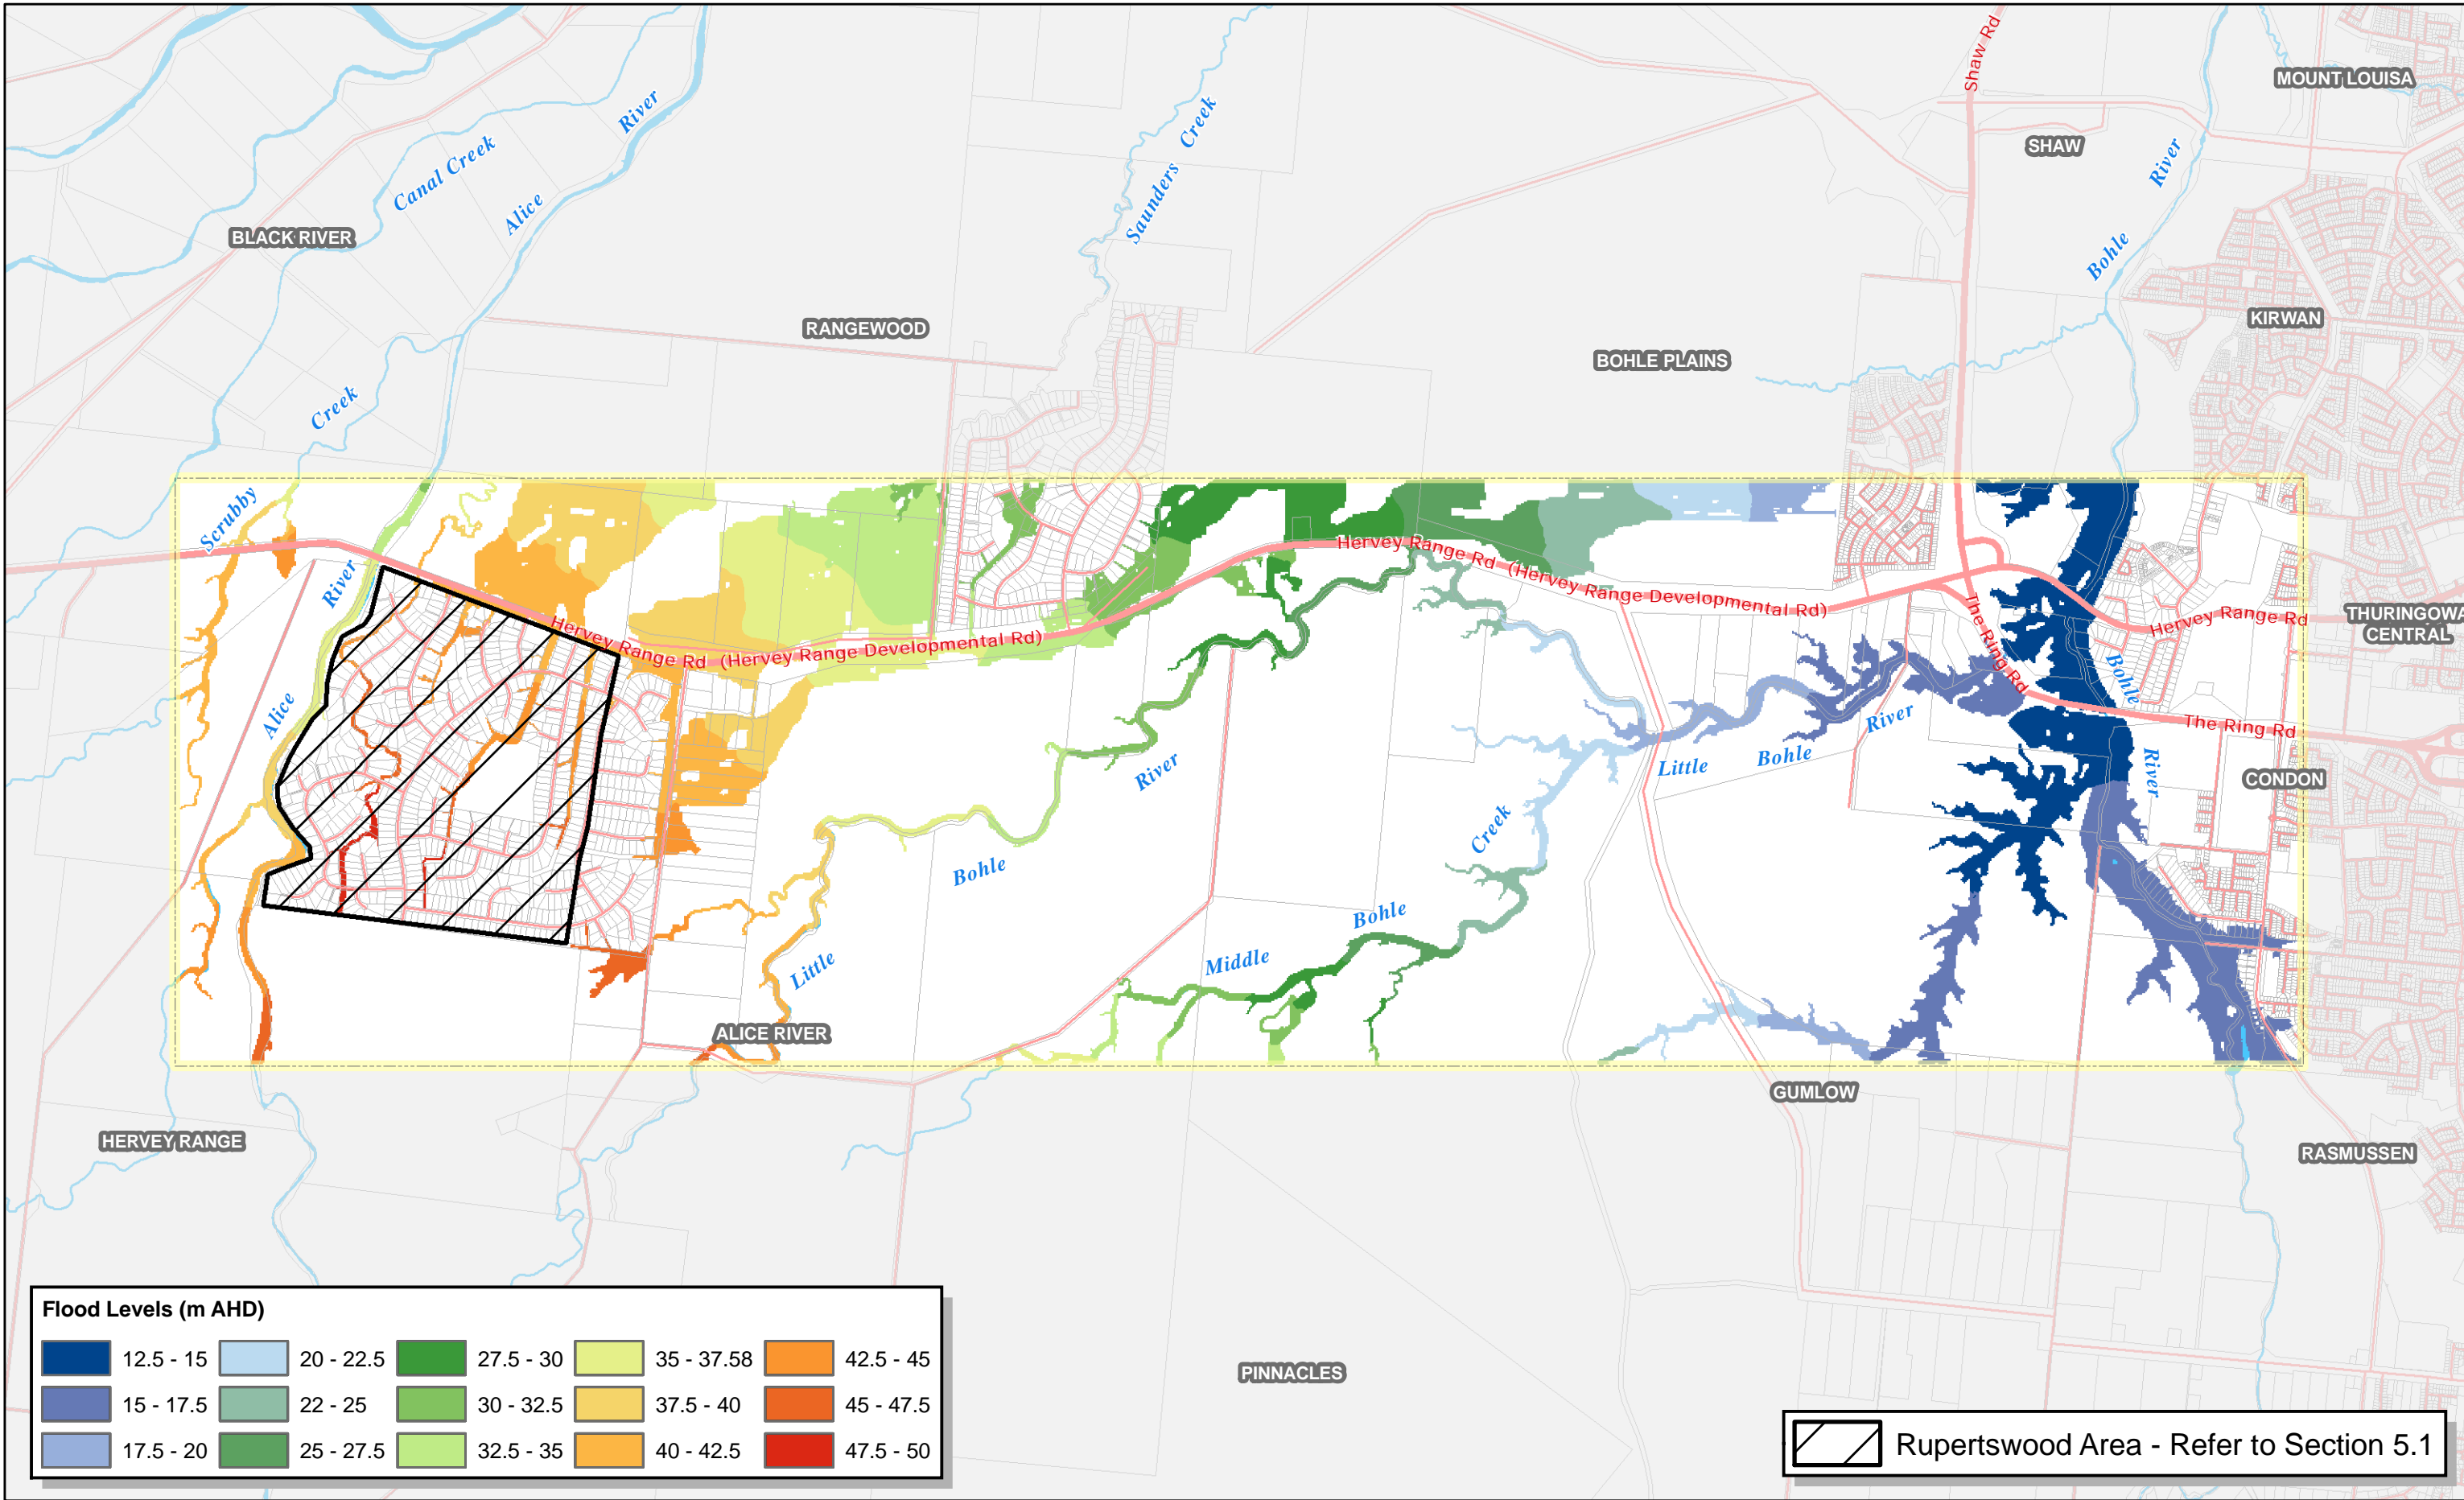 Shaw Rd
MOUNT LOUISA
SHAW
River
Bohle
Canal Creek
River
Alice
Saunders Creek
BLACK RIVER
RANGEWOOD
BOHLE PLAINS
KIRWAN
Creek
Scrubby
River
Alice
Hervey Range Rd (Hervey Range Developmental Rd)
Hervey Range Rd (Hervey Range Developmental Rd)
The Ring Rd
Hervey Range Rd
THURINGOWA
CENTRAL
Bohle
River
The Ring Rd
CONDON
Little Bohle River
River
Bohle
Little
Creek
Bohle
Middle
ALICE RIVER
GUMLOW
HERVEY RANGE
RASMUSSEN
PINNACLES
Flood Levels (m AHD)
12.5 - 15 20 - 22.5 27.5 - 30 35 - 37.58 42.5 - 45
15 - 17.5 22 - 25 30 - 32.5 37.5 - 40 45 - 47.5
17.5 - 20 25 - 27.5 32.5 - 35 40 - 42.5 47.5 - 50
Rupertswood Area - Refer to Section 5.1